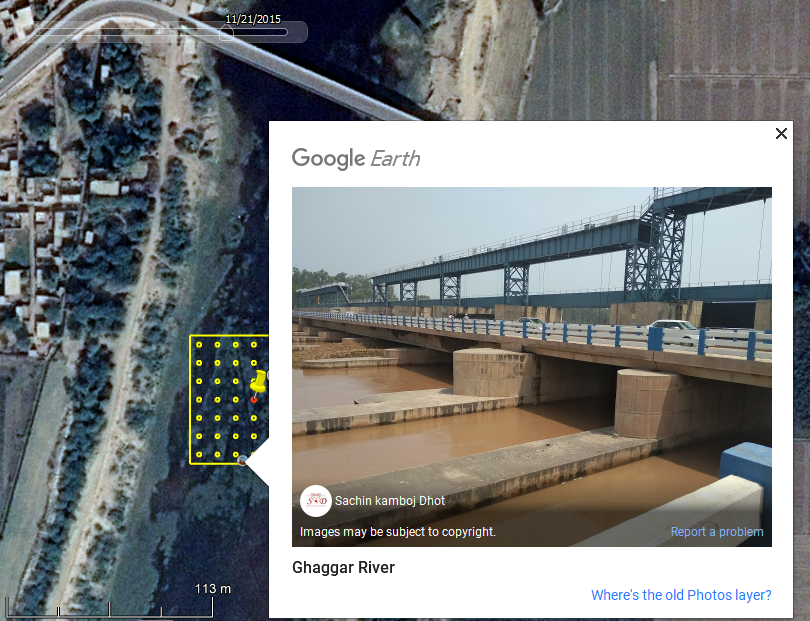 11/21/2015
Google Earth
Sachin kamboj Dhot
Images may be subject to copyright.
Report a problem
Ghaggar River
Where's the old Photos layer?
113 m